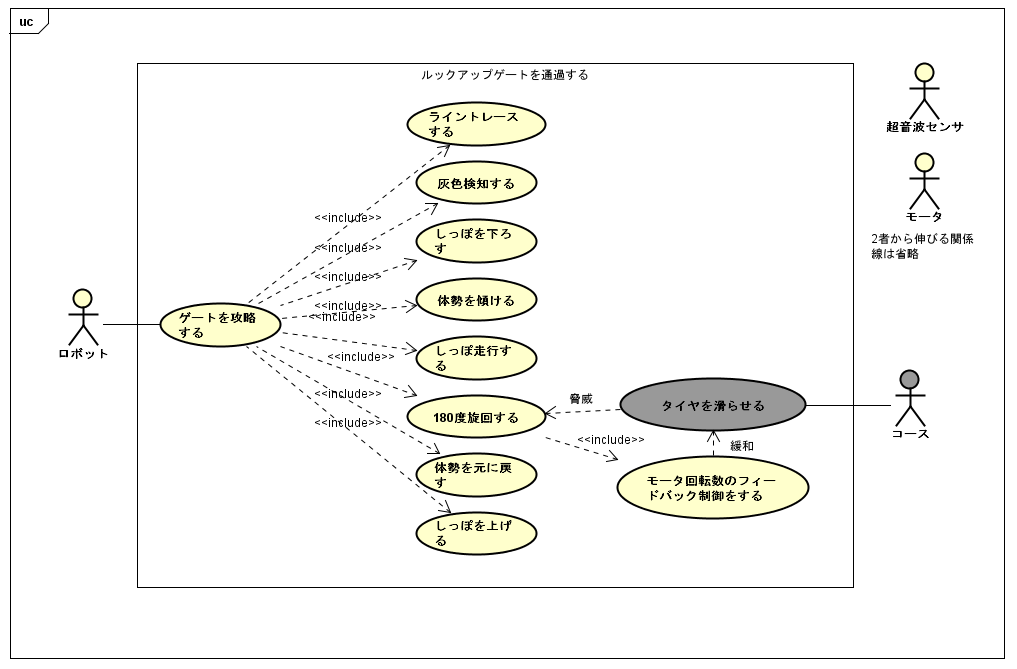 uc
ルックアップゲートを通過する
超音波センサ
モータ
2者から伸びる関係
線は省略
ライントレース
する
灰色検知する
しっぽを下ろ
す
体勢を傾ける
しっぽ走行す
る
180度旋回する
体勢を元に戻
す
しっぽを上げ
る
<<include>>
<<include>>
<<include>>
<<include>>
<<include>>
<<include>>
<<include>>
<<include>>
ロボット
ゲートを攻略
する
脅威
タイヤを滑らせる
コース
<<include>>
緩和
モータ回転数のフィー
ドバック制御をする